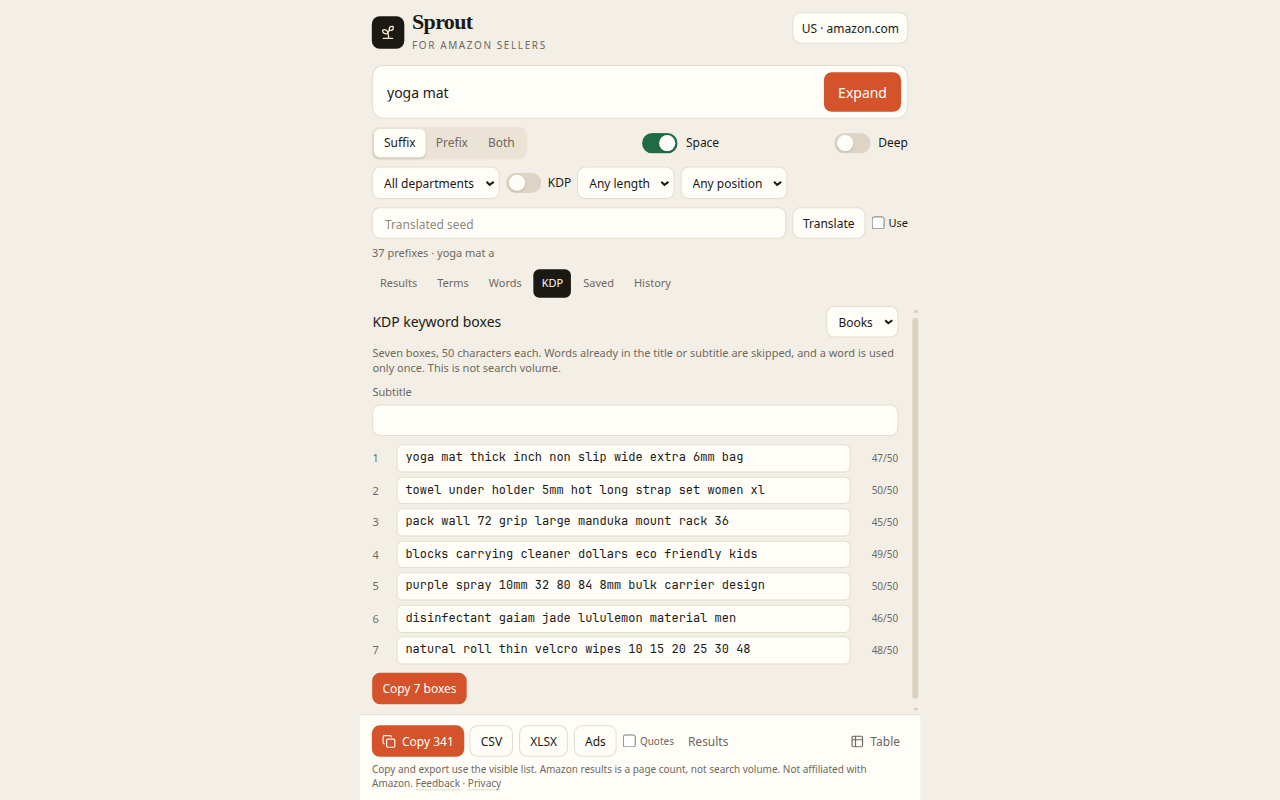 Sprout
FOR AMAZON SELLERS
US · amazon.com
yoga mat
Expand
Suffix
Prefix
Both
Space
Deep
All departments
KDP
Any length
Any position
Translated seed
Translate
Use
37 prefixes · yoga mat a
Results
Terms
Words
KDP
Saved
History
KDP keyword boxes
Books
Seven boxes, 50 characters each. Words already in the title or subtitle are skipped, and a word is used
only once. This is not search volume.
Subtitle
1 yoga mat thick inch non slip wide extra 6mm bag 47/50
2 towel under holder 5mm hot long strap set women xl 50/50
3 pack wall 72 grip large manduka mount rack 36 45/50
4 blocks carrying cleaner dollars eco friendly kids 49/50
5 purple spray 10mm 32 80 84 8mm bulk carrier design 50/50
6 disinfectant gaiam jade lululemon material men 46/50
7 natural roll thin velcro wipes 10 15 20 25 30 48 48/50
Copy 7 boxes
Copy 341
CSV
XLSX
Ads
Quotes
Results
Table
Copy and export use the visible list. Amazon results is a page count, not search volume. Not affiliated with
Amazon. Feedback · Privacy